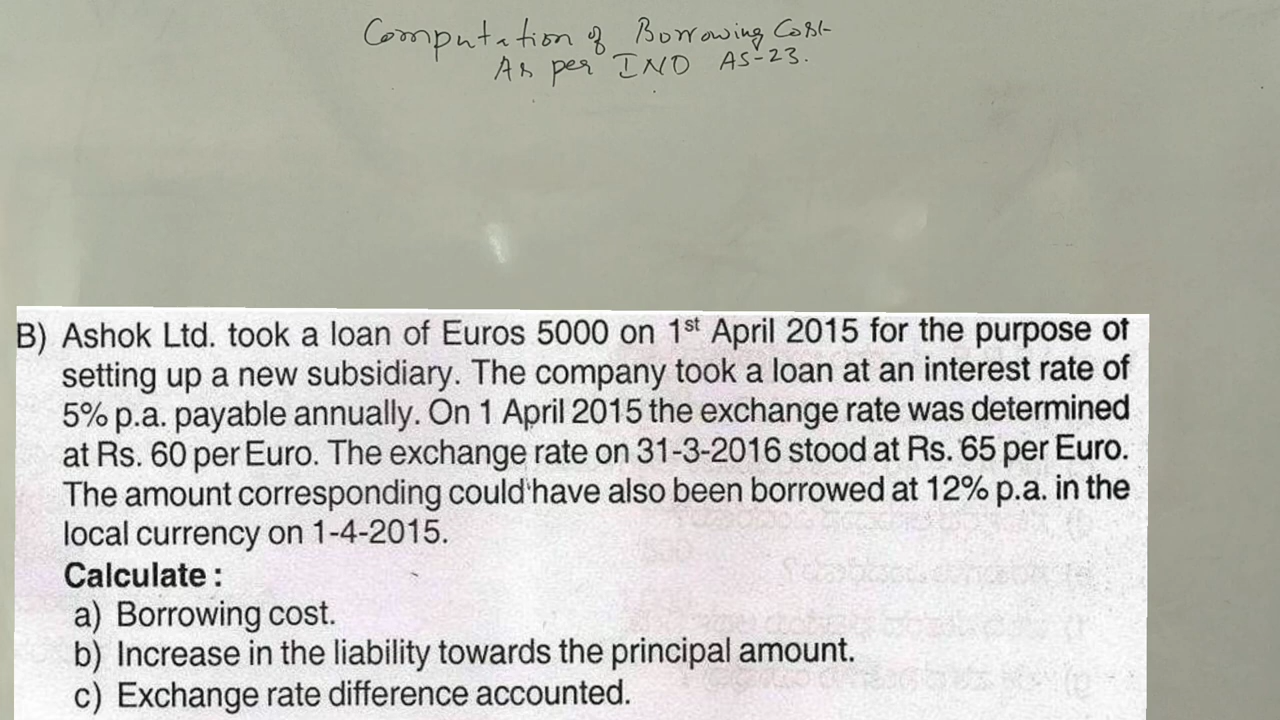 Computation of Borrowing Cost
As per IND AS-23.
B) Ashok Ltd. took a loan of Euros 5000 on 1st April 2015 for the purpose of
setting up a new subsidiary. The company took a loan at an interest rate of
5% p.a. payable annually. On 1 April 2015 the exchange rate was determined
at Rs. 60 per Euro. The exchange rate on 31-3-2016 stood at Rs. 65 per Euro.
The amount corresponding could have also been borrowed at 12% p.a. in the
local currency on 1-4-2015.
Calculate :
a) Borrowing cost.
b) Increase in the liability towards the principal amount.
c) Exchange rate difference accounted.